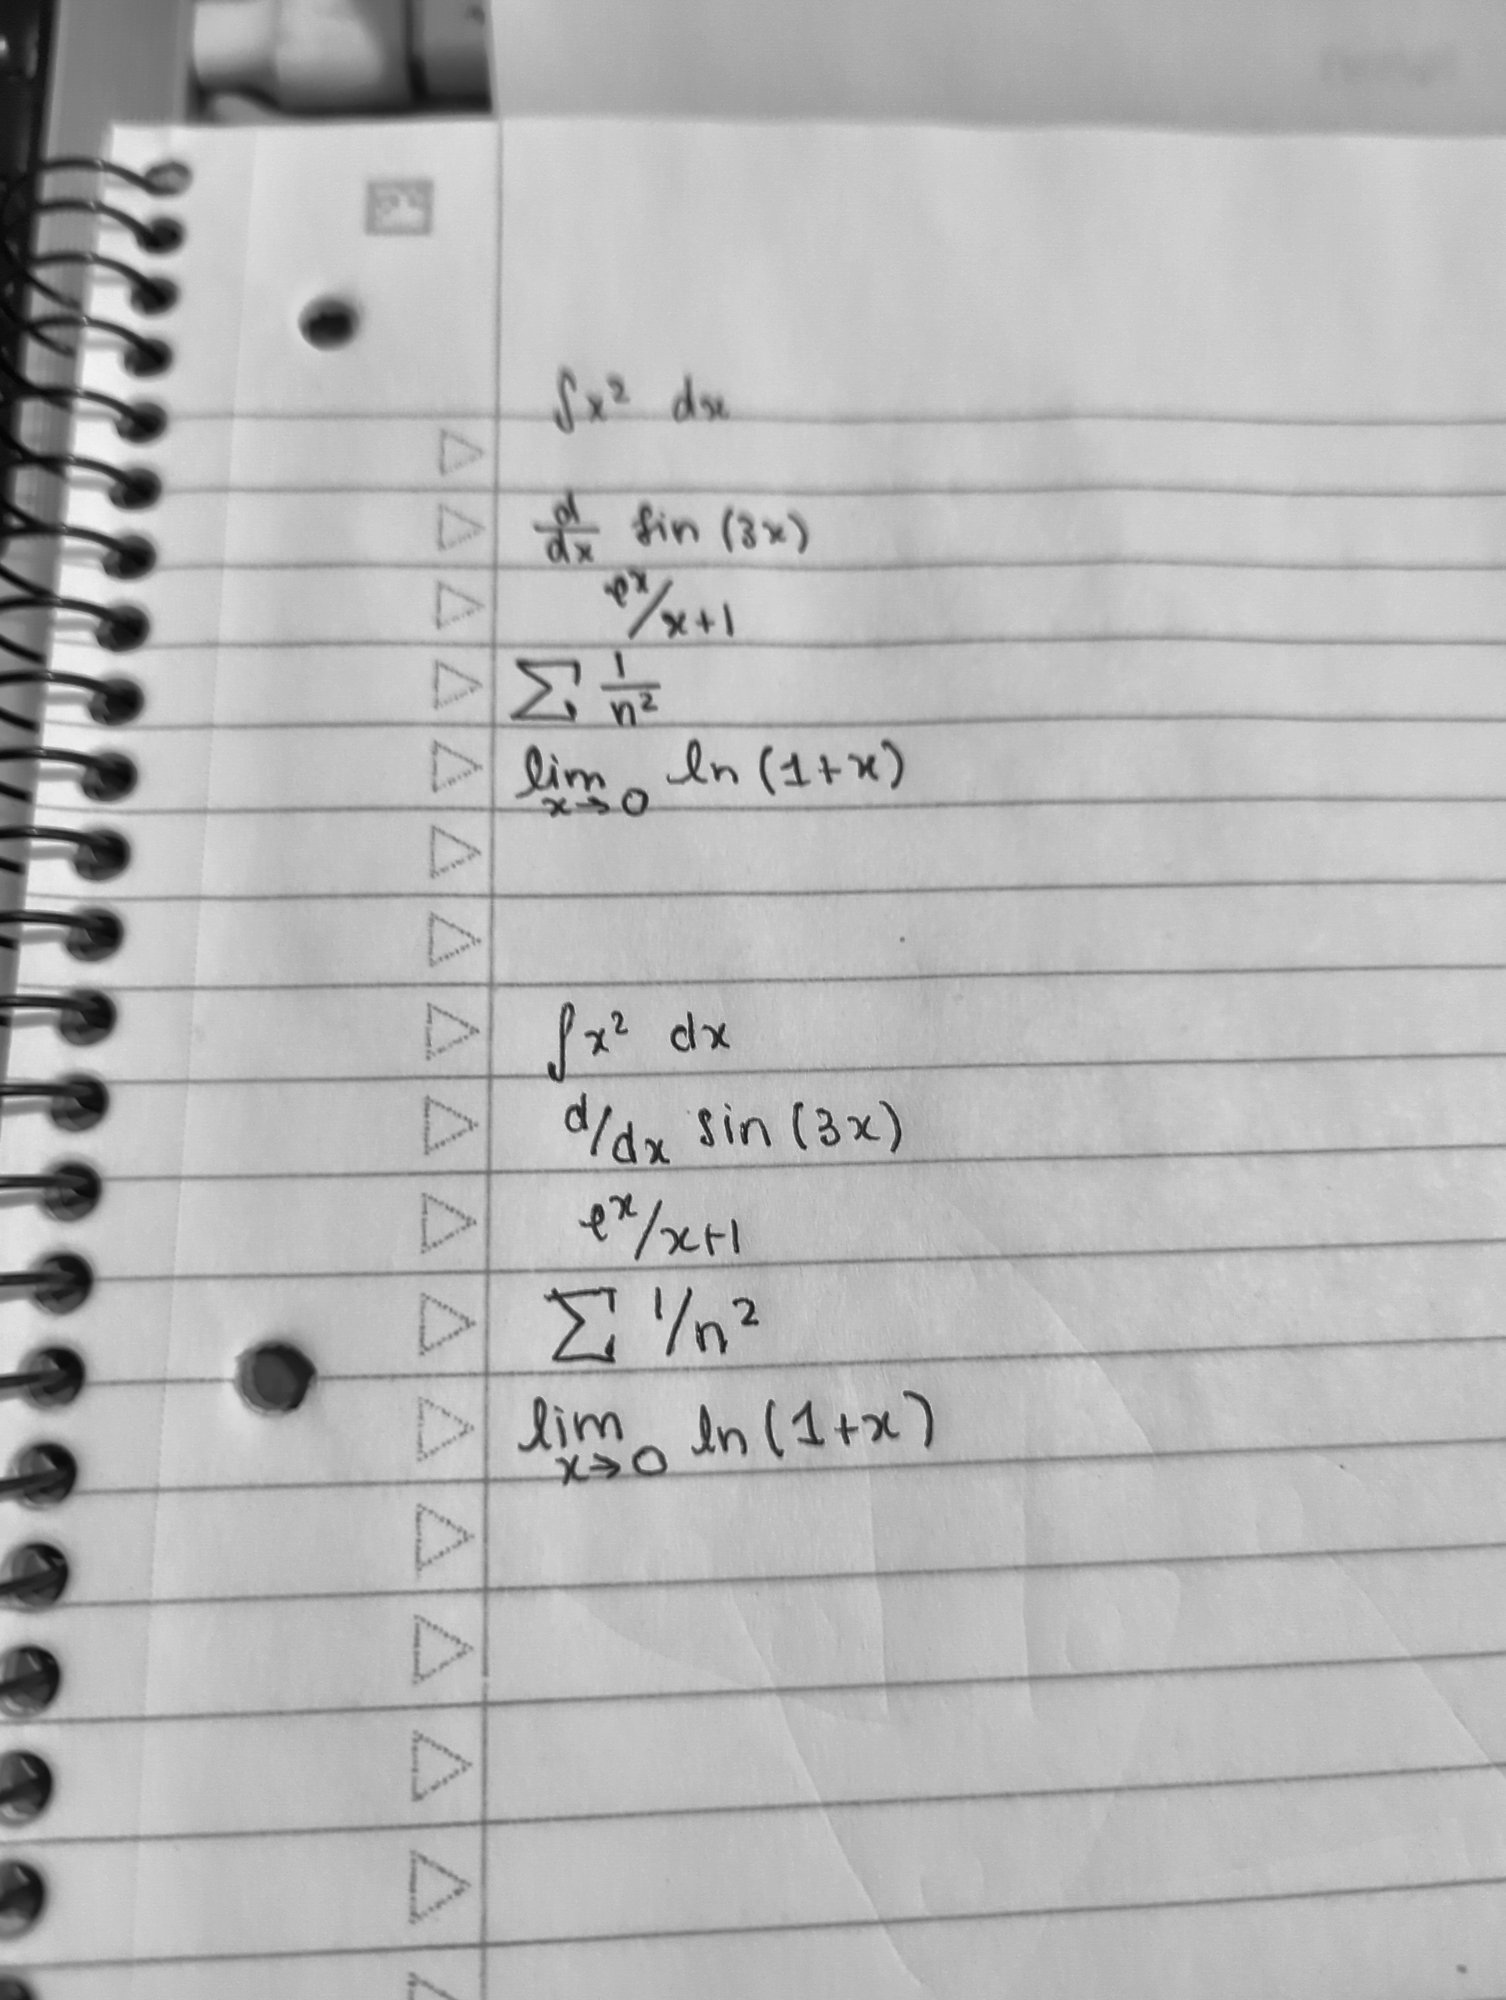 ∫x² dx
d/dx sin (3x)
eˣ/x+1
∑ 1/n²
lim x→0 ln (1+x)
∫x² dx
d/dx sin (3x)
eˣ/x+1
∑ 1/n²
lim x→0 ln (1+x)